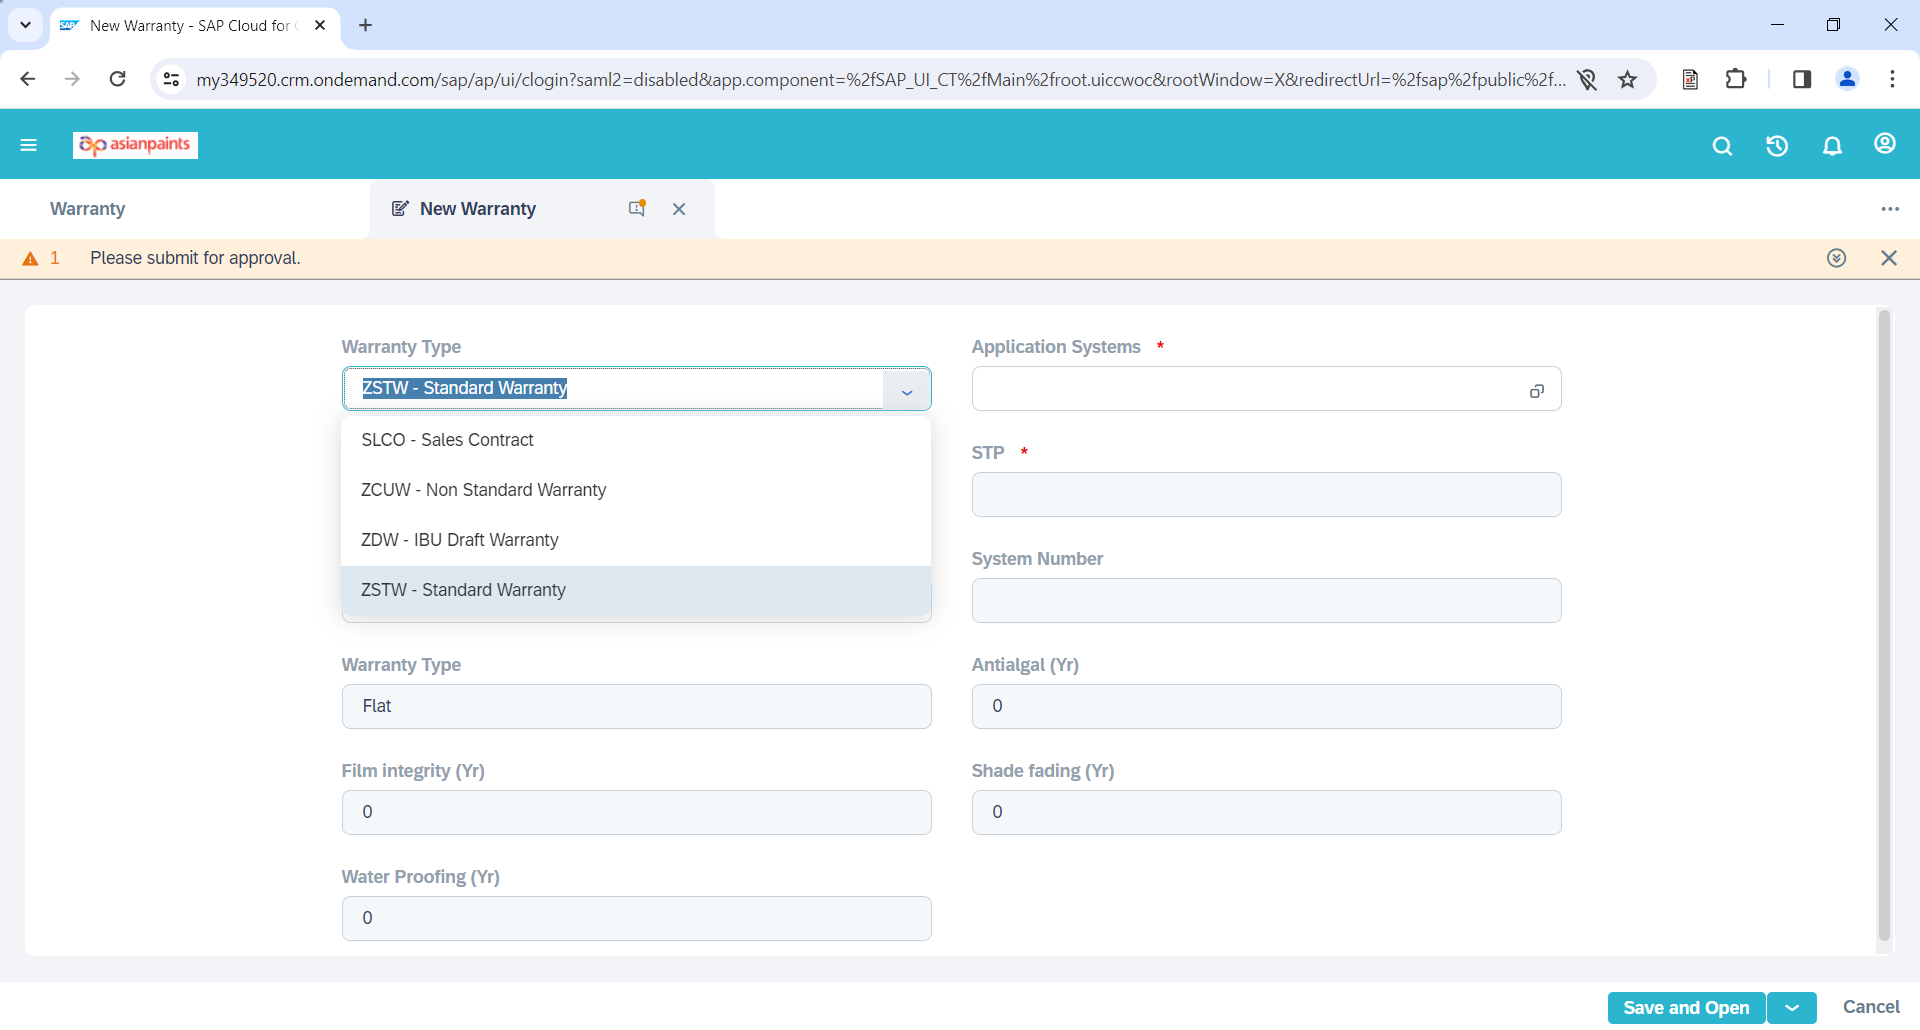 New Warranty - SAP Cloud for
my349520.crm.ondemand.com/sap/ap/ui/clogin?saml2=disabled&app.component=%2fSAP_UI_CT%2fMain%2froot.uiccwoc&rootWindow=X&redirectUrl=%2fsap%2fpublic%2f...
asianpaints
Warranty
New Warranty
1 Please submit for approval.
Warranty Type
Application Systems *
ZSTW - Standard Warranty
SLCO - Sales Contract
ZCUW - Non Standard Warranty
ZDW - IBU Draft Warranty
ZSTW - Standard Warranty
STP *
System Number
Warranty Type
Flat
Antialgal (Yr)
0
Film integrity (Yr)
0
Shade fading (Yr)
0
Water Proofing (Yr)
0
Save and Open
Cancel